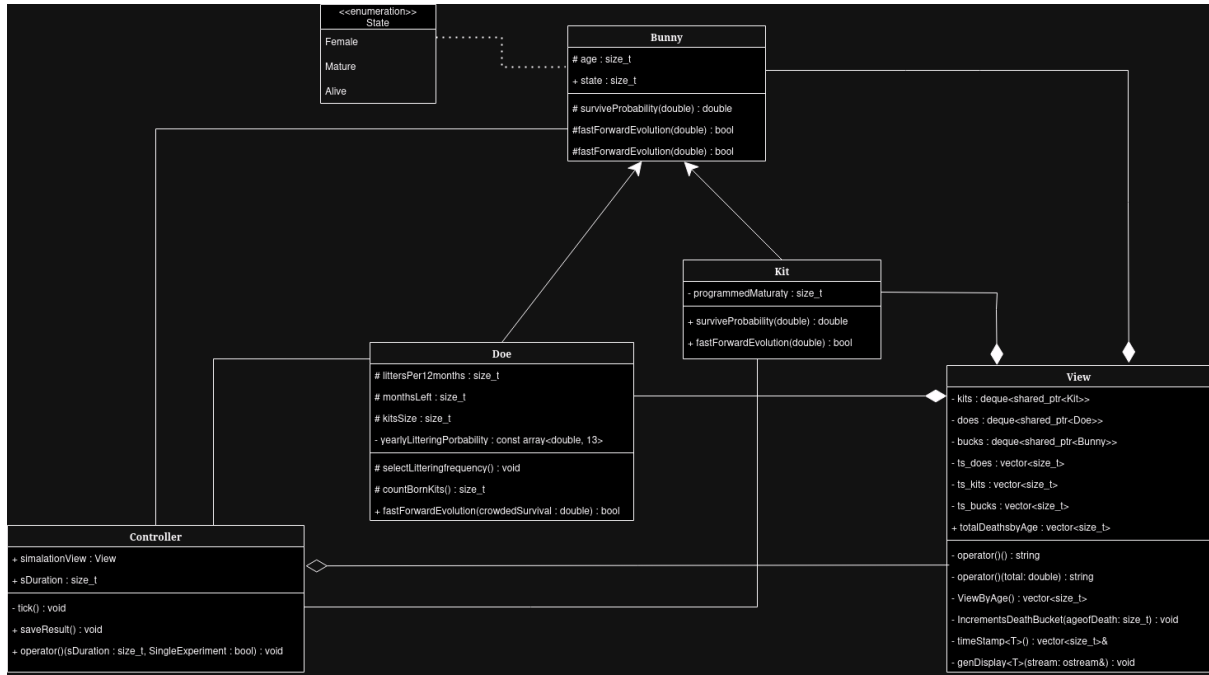 <<enumeration>>
State
Female
Mature
Alive
Bunny
# age : size_t
+ state : size_t
# surviveProbability(double) : double
#fastForwardEvolution(double) : bool
#fastForwardEvolution(double) : bool
Kit
- programmedMaturaty : size_t
+ surviveProbability(double) : double
+ fastForwardEvolution(double) : bool
Doe
# littersPer12months : size_t
# monthsLeft : size_t
# kitsSize : size_t
- yearlyLitteringPorbability : const array<double, 13>
# selectLitteringfrequency() : void
# countBornKits() : size_t
+ fastForwardEvolution(crowdedSurvival : double) : bool
View
- kits : deque<shared_ptr<Kit>>
- does : deque<shared_ptr<Doe>>
- bucks : deque<shared_ptr<Bunny>>
- ts_does : vector<size_t>
- ts_kits : vector<size_t>
- ts_bucks : vector<size_t>
+ totalDeathsbyAge : vector<size_t>
- operator()() : string
- operator()(total: double) : string
- ViewByAge() : vector<size_t>
- IncrementsDeathBucket(ageofDeath: size_t) : void
- timeStamp<T>() : vector<size_t>&
- genDisplay<T>(stream: ostream&) : void
Controller
+ simalationView : View
+ sDuration : size_t
- tick() : void
+ saveResult() : void
+ operator()(sDuration : size_t, SingleExperiment : bool) : void